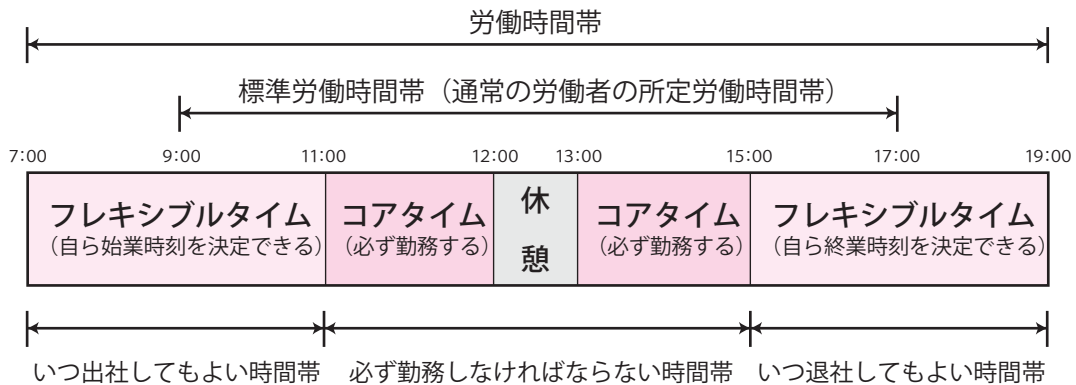 労働時間帯
標準労働時間帯（通常の労働者の所定労働時間帯）
7:00 9:00 11:00 12:00 13:00 15:00 17:00 19:00
フレキシブルタイム
（自ら始業時刻を決定できる）
コアタイム
（必ず勤務する）
休
憩
コアタイム
（必ず勤務する）
フレキシブルタイム
（自ら終業時刻を決定できる）
いつ出社してもよい時間帯 必ず勤務しなければならない時間帯 いつ退社してもよい時間帯